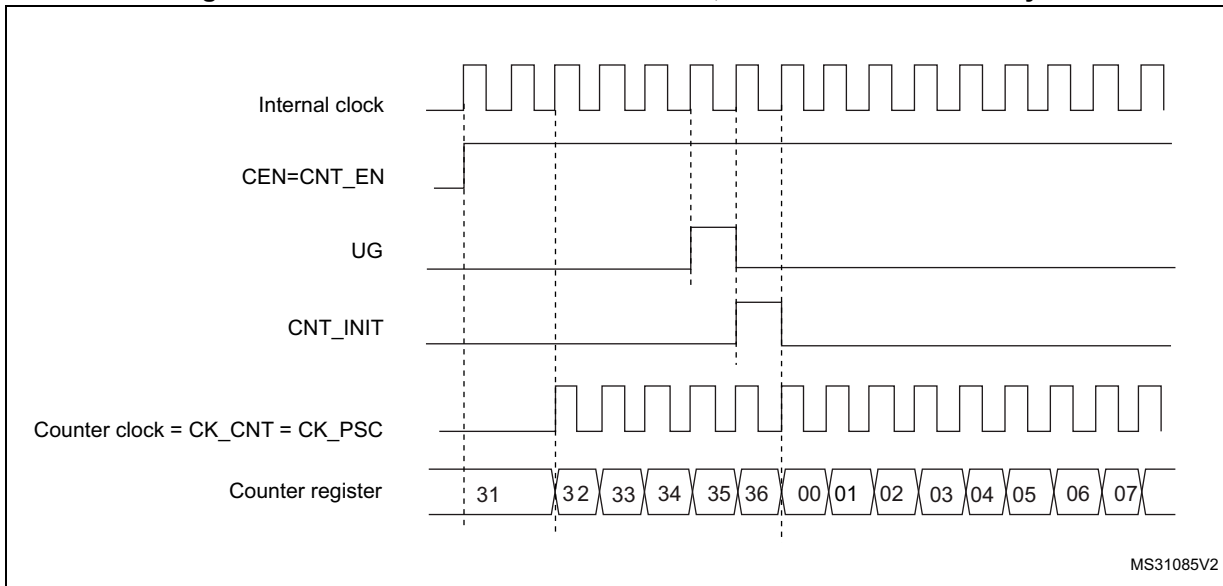 Internal clock
CEN=CNT_EN
UG
CNT_INIT
Counter clock = CK_CNT = CK_PSC
Counter register 31 32 33 34 35 36 00 01 02 03 04 05 06 07
MS31085V2